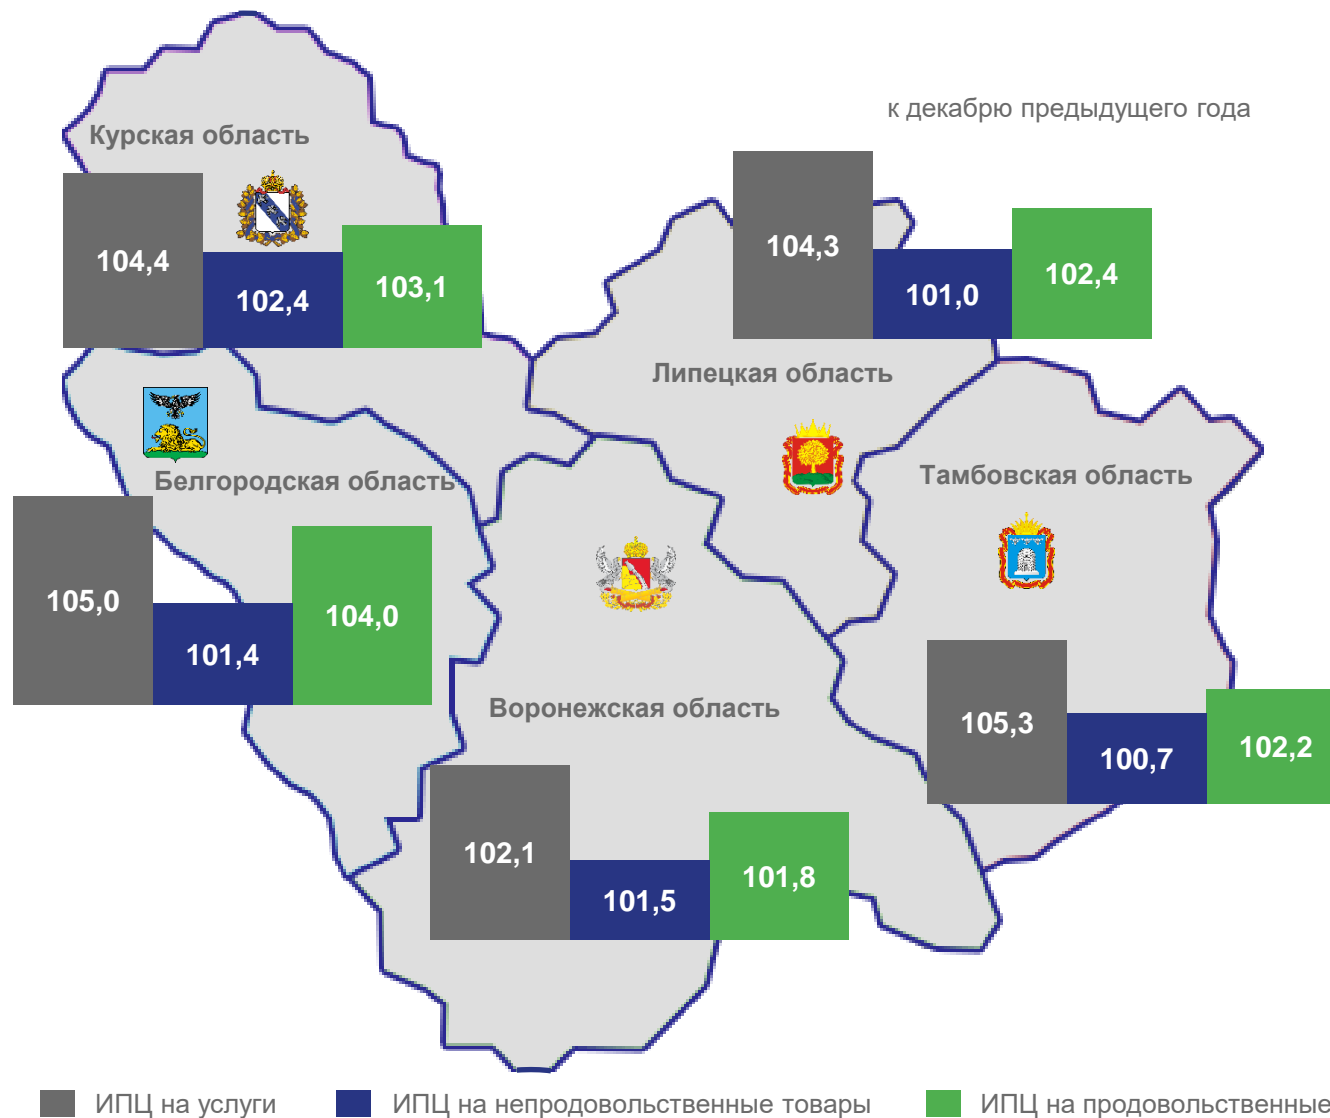 к декабрю предыдущего года
Курская область
104,4
102,4
103,1
104,3
101,0
102,4
Липецкая область
Белгородская область
Тамбовская область
105,0
101,4
104,0
Воронежская область
105,3
100,7
102,2
102,1
101,5
101,8
ИПЦ на услуги
ИПЦ на непродовольственные товары
ИПЦ на продовольственные